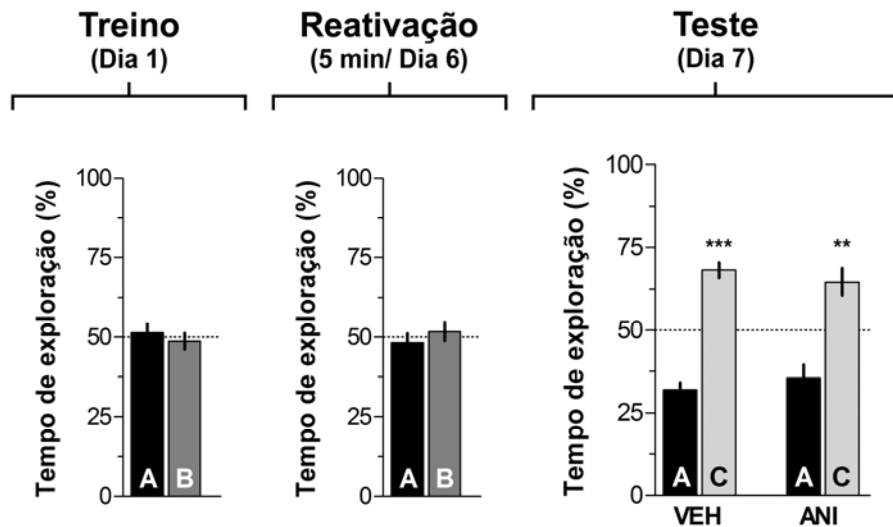 Treino
(Dia 1)
Reativação
(5 min/ Dia 6)
Teste
(Dia 7)
Tempo de exploração (%)
100
75
50
25
0
A B
Tempo de exploração (%)
100
75
50
25
0
A B
Tempo de exploração (%)
100
75
50
25
0
*** **
A C A C
VEH ANI